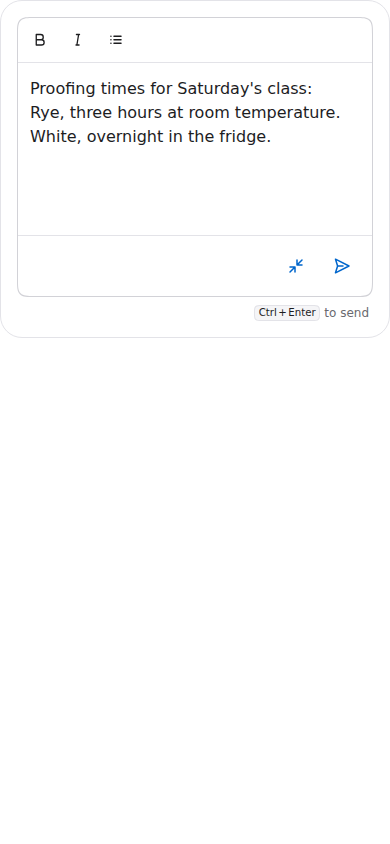 Proofing times for Saturday's class:
Rye, three hours at room temperature.
White, overnight in the fridge.
Ctrl+Enter to send